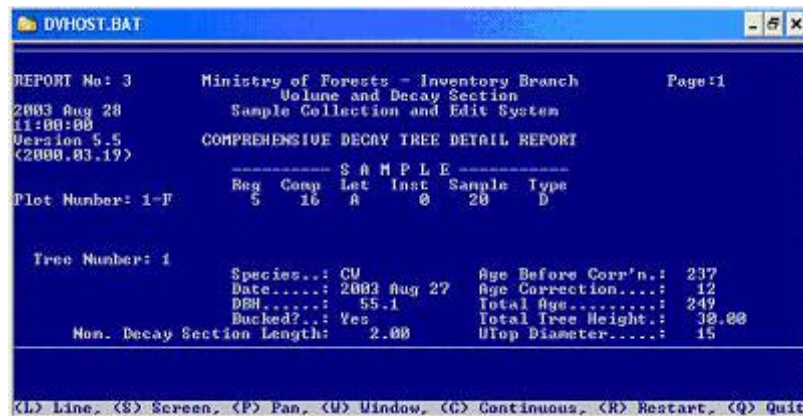 DVHOST.BAT
REPORT No: 3 Ministry of Forests - Inventory Branch Page:1
Volume and Decay Section
2003 Aug 28 Sample Collection and Edit System
11:00:00
Version 5.5 COMPREHENSIVE DECAY TREE DETAIL REPORT
(2000.03.19)
----------- S A M P L E -----------
Reg Comp Let Inst Sample Type
Plot Number: 1-F 5 16 A 0 20 D
Tree Number: 1
Species..: CW Age Before Corr'n.: 237
Date.....: 2003 Aug 27 Age Correction....: 12
DBH......: 55.1 Total Age.........: 249
Bucked?..: Yes Total Tree Height.: 30.00
Nom. Decay Section Length: 2.00 UTop Diameter.....: 15
(L) Line, (S) Screen, (P) Pan, (W) Window, (C) Continuous, (R) Restart, (Q) Quit